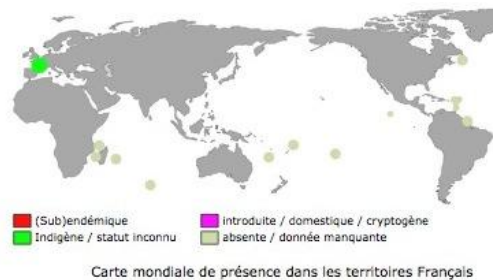 (Sub)endémique
introduite / domestique / cryptogène
Indigène / statut inconnu
absente / donnée manquante
Carte mondiale de présence dans les territoires Français